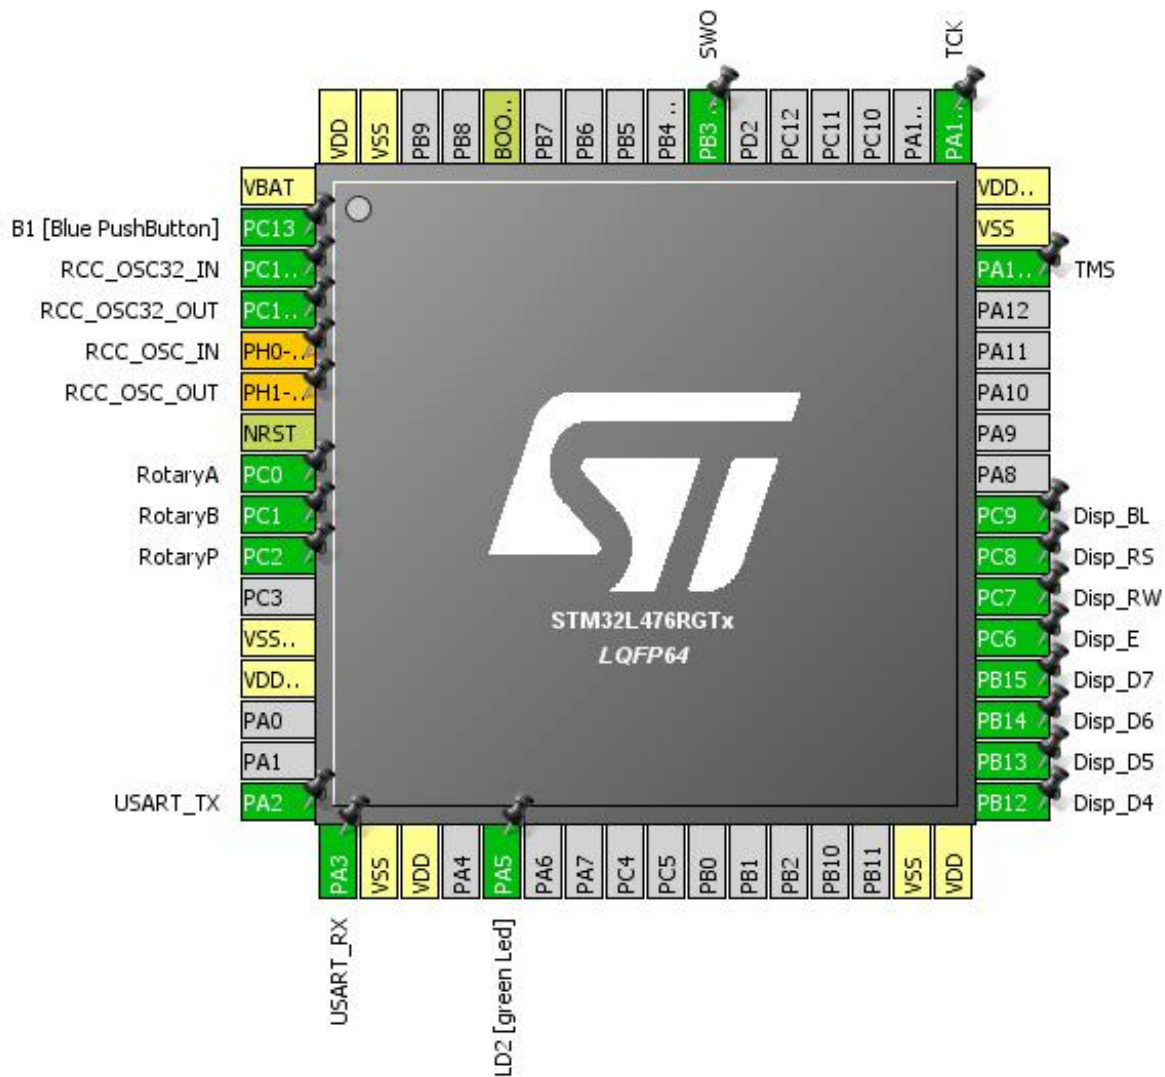 SWO
TCK
VDD
VSS
PB9
PB8
BOO..
PB7
PB6
PB5
PB4..
PB3..
PD2
PC12
PC11
PC10
PA1..
PA1..
VBAT
VDD..
B1 [Blue PushButton] PC13
VSS
RCC_OSC32_IN PC1..
PA1.. TMS
RCC_OSC32_OUT PC1..
PA12
RCC_OSC_IN PH0-..
PA11
RCC_OSC_OUT PH1-..
PA10
NRST
PA9
RotaryA PC0
PA8
RotaryB PC1
PC9 Disp_BL
RotaryP PC2
PC8 Disp_RS
PC3
PC7 Disp_RW
VSS..
PC6 Disp_E
VDD..
PB15 Disp_D7
PA0
PB14 Disp_D6
PA1
PB13 Disp_D5
USART_TX PA2
PB12 Disp_D4
ST
STM32L476RGTx
LQFP64
PA3
VSS
VDD
PA4
PA5
PA6
PA7
PC4
PC5
PB0
PB1
PB2
PB10
PB11
VSS
VDD
USART_RX
LD2 [green Led]